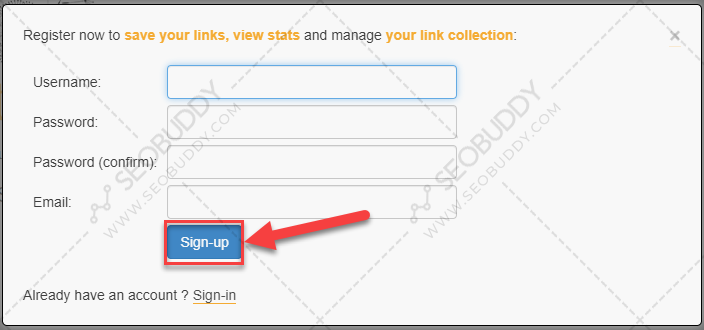 Register now to save your links, view stats and manage your link collection:
×
Username:
Password:
Password (confirm):
Email:
Sign-up
Already have an account ? Sign-in
SEOBUDDY
WWW.SEOBUDDY.COM
SEOBUDDY
WWW.SEOBUDDY.COM